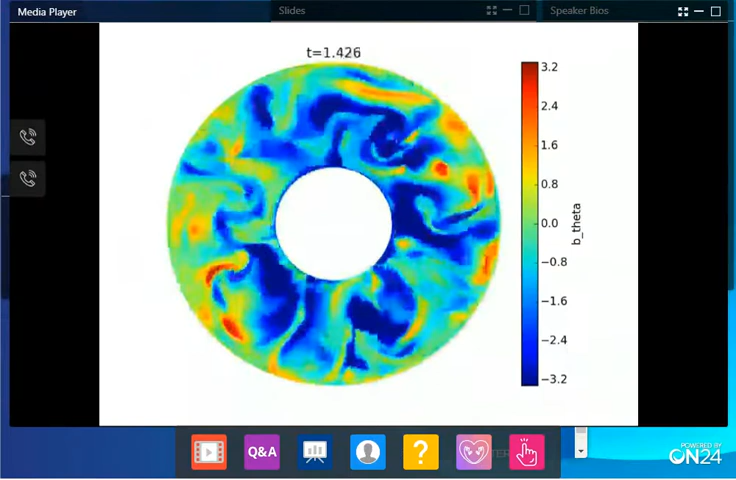 Media Player
Slides
Speaker Bios
t=1.426
3.2
2.4
1.6
0.8
0.0
−0.8
−1.6
−2.4
−3.2
b_theta
Q&A
?
POWERED BY
ON24